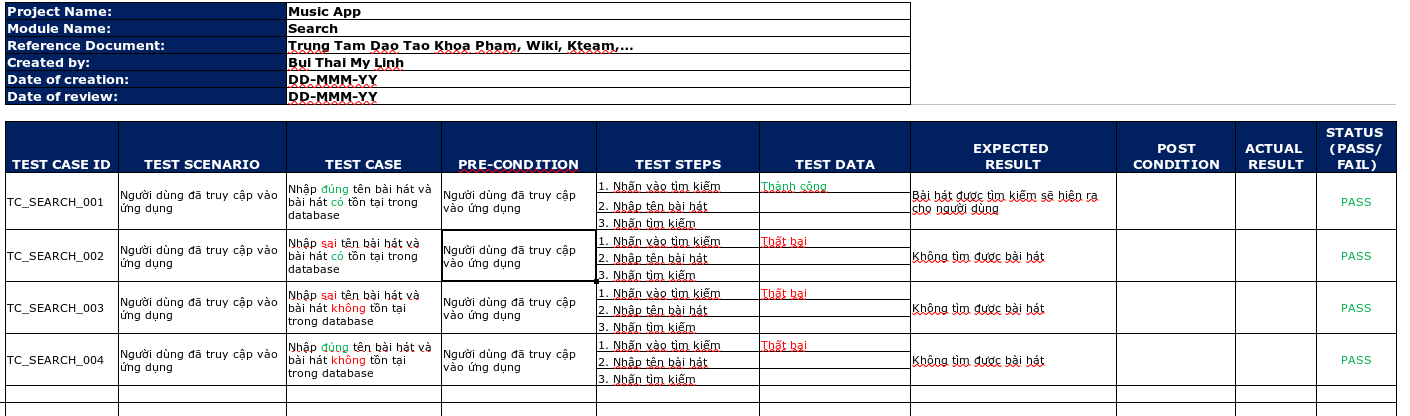 Project Name: Music App
Module Name: Search
Reference Document: Trung Tam Dao Tao Khoa Pham, Wiki, Kteam,...
Created by: Bui Thai My Linh
Date of creation: DD-MMM-YY
Date of review: DD-MMM-YY
TEST CASE ID
TEST SCENARIO
TEST CASE
PRE-CONDITION
TEST STEPS
TEST DATA
EXPECTED
RESULT
POST
CONDITION
ACTUAL
RESULT
STATUS
(PASS/
FAIL)
TC_SEARCH_001
Người dùng đã truy cập vào
ứng dụng
Nhập đúng tên bài hát và
bài hát có tồn tại trong
database
Người dùng đã truy cập
vào ứng dụng
1. Nhấn vào tìm kiếm
2. Nhập tên bài hát
3. Nhấn tìm kiếm
Thành công
Bài hát được tìm kiếm sẽ hiện ra
cho người dùng
PASS
TC_SEARCH_002
Người dùng đã truy cập vào
ứng dụng
Nhập sai tên bài hát và
bài hát có tồn tại trong
database
Người dùng đã truy cập
vào ứng dụng
1. Nhấn vào tìm kiếm
2. Nhập tên bài hát
3. Nhấn tìm kiếm
Thất bại
Không tìm được bài hát
PASS
TC_SEARCH_003
Người dùng đã truy cập vào
ứng dụng
Nhập sai tên bài hát và
bài hát không tồn tại
trong database
Người dùng đã truy cập
vào ứng dụng
1. Nhấn vào tìm kiếm
2. Nhập tên bài hát
3. Nhấn tìm kiếm
Thất bại
Không tìm được bài hát
PASS
TC_SEARCH_004
Người dùng đã truy cập vào
ứng dụng
Nhập đúng tên bài hát và
bài hát không tồn tại
trong database
Người dùng đã truy cập
vào ứng dụng
1. Nhấn vào tìm kiếm
2. Nhập tên bài hát
3. Nhấn tìm kiếm
Thất bại
Không tìm được bài hát
PASS